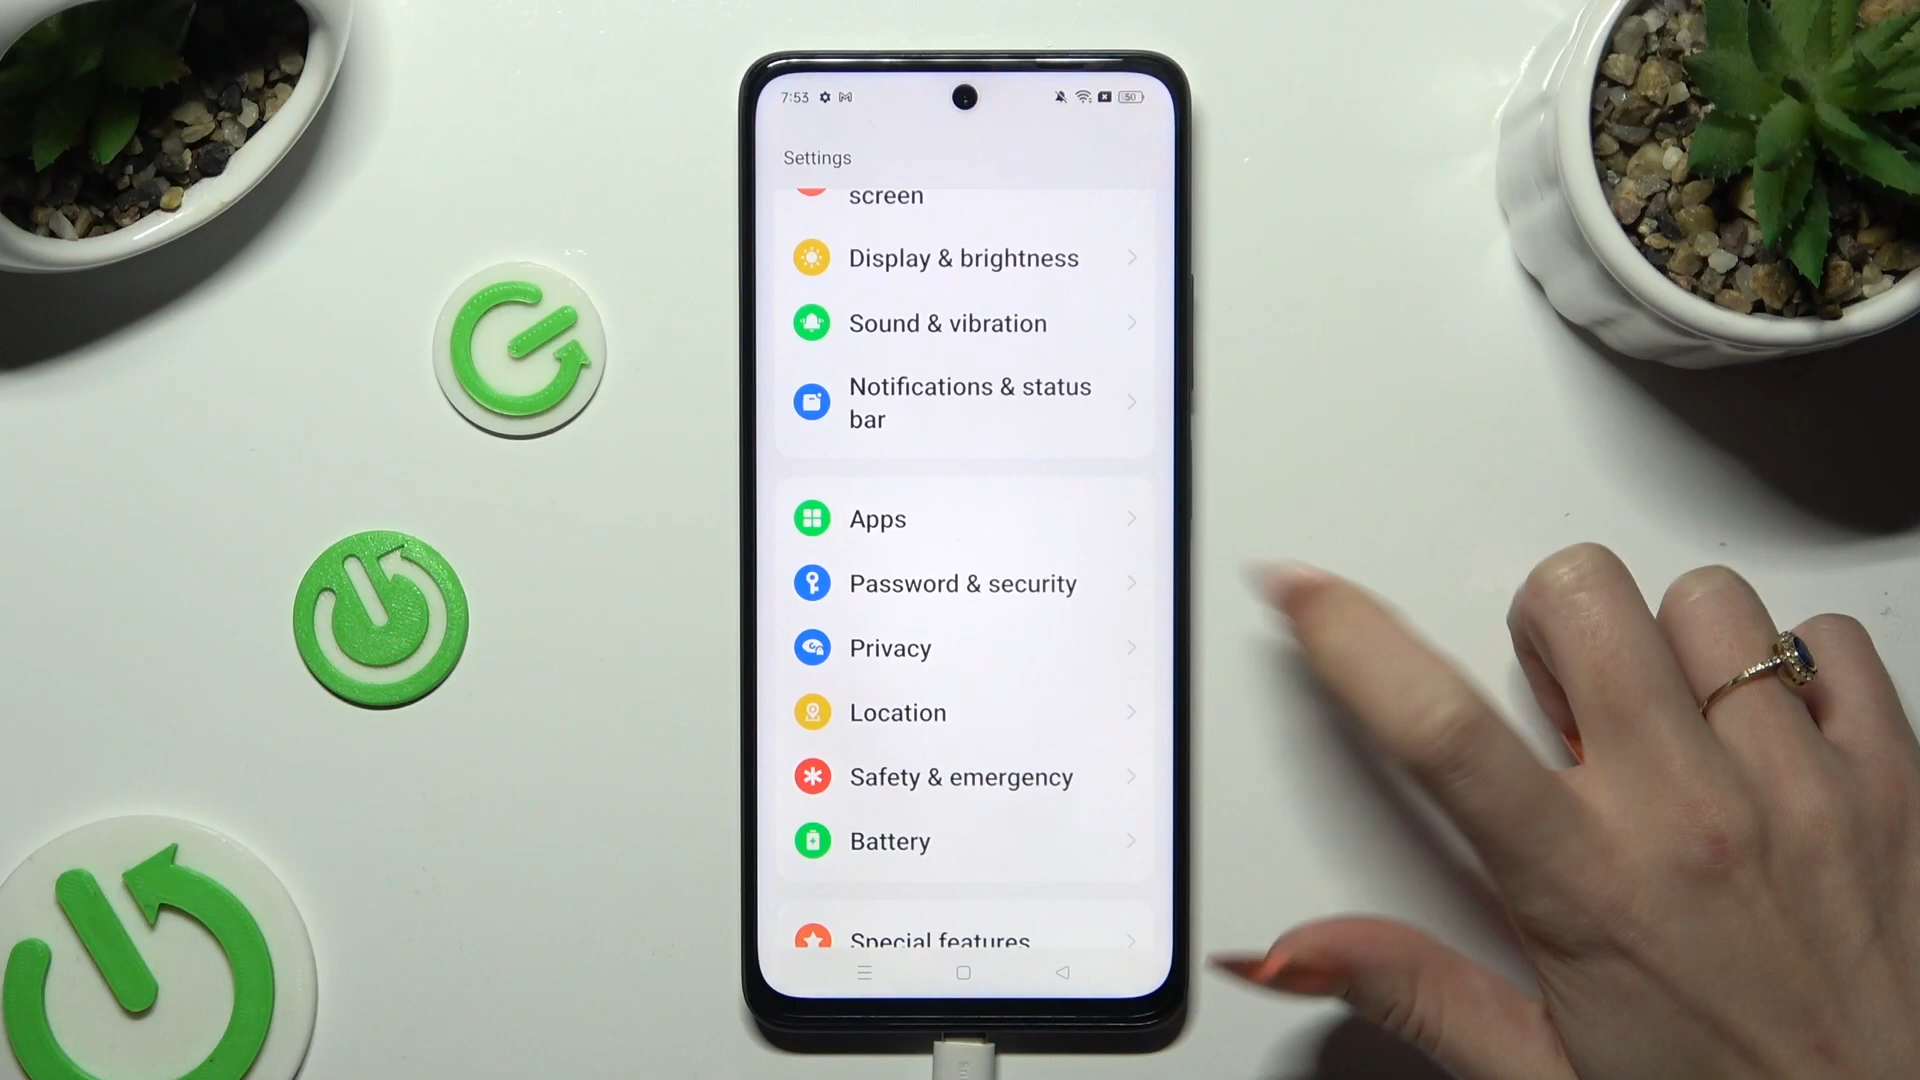 7:53 50
Settings
screen
Display & brightness
Sound & vibration
Notifications & status
bar
Apps
Password & security
Privacy
Location
Safety & emergency
Battery
Special features